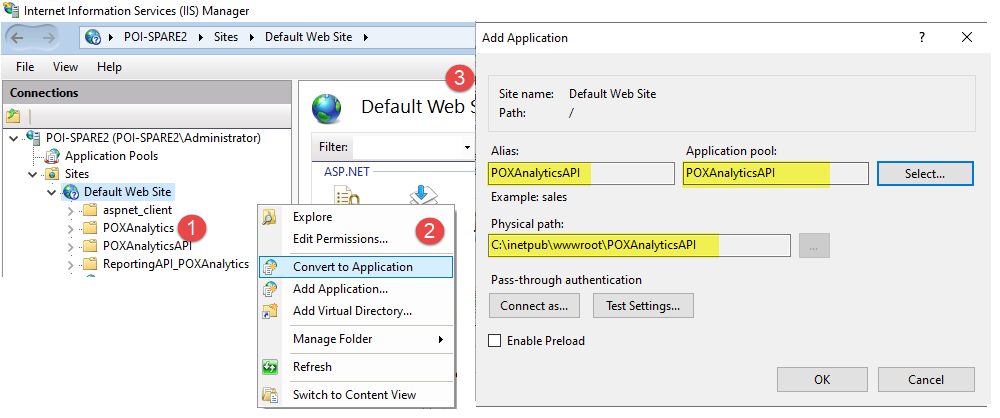 Internet Information Services (IIS) Manager
POI-SPARE2 Sites Default Web Site
File View Help
Connections
POI-SPARE2 (POI-SPARE2\Administrator)
Application Pools
Sites
Default Web Site
aspnet_client
POXAnalytics
1
POXAnalyticsAPI
ReportingAPI_POXAnalytics
Default Web S
Filter:
ASP.NET
2
Explore
Edit Permissions...
Convert to Application
Add Application...
Add Virtual Directory...
Manage Folder
Refresh
Switch to Content View
3
Add Application
?
Site name: Default Web Site
Path: /
Alias: Application pool:
POXAnalyticsAPI POXAnalyticsAPI Select...
Example: sales
Physical path:
C:\inetpub\wwwroot\POXAnalyticsAPI ...
Pass-through authentication
Connect as... Test Settings...
Enable Preload
OK Cancel